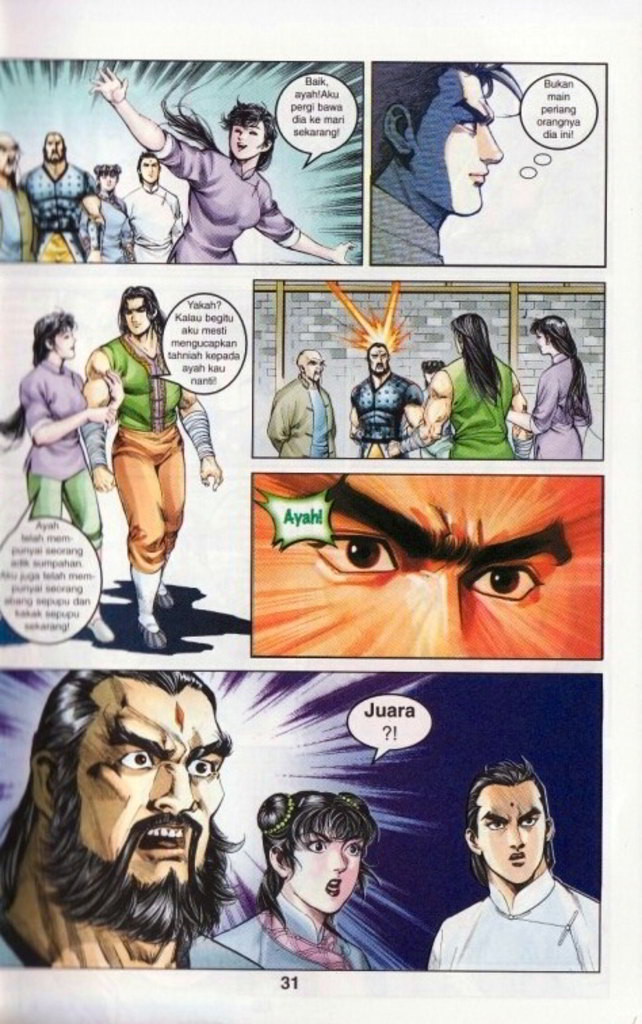 Baik,
ayah!Aku
pergi bawa
dia ke mari
sekarang!
Bukan
main
periang
orangnya
dia ini!
Yakah?
Kalau begitu
aku mesti
mengucapkan
tahniah kepada
ayah kau
nanti!
Ayah
telah mem-
punyai seorang
adik sumpahan.
Aku juga telah mem-
punyai seorang
abang sepupu dan
kakak sepupu
sekarang!
Ayah!
Juara
?!
31